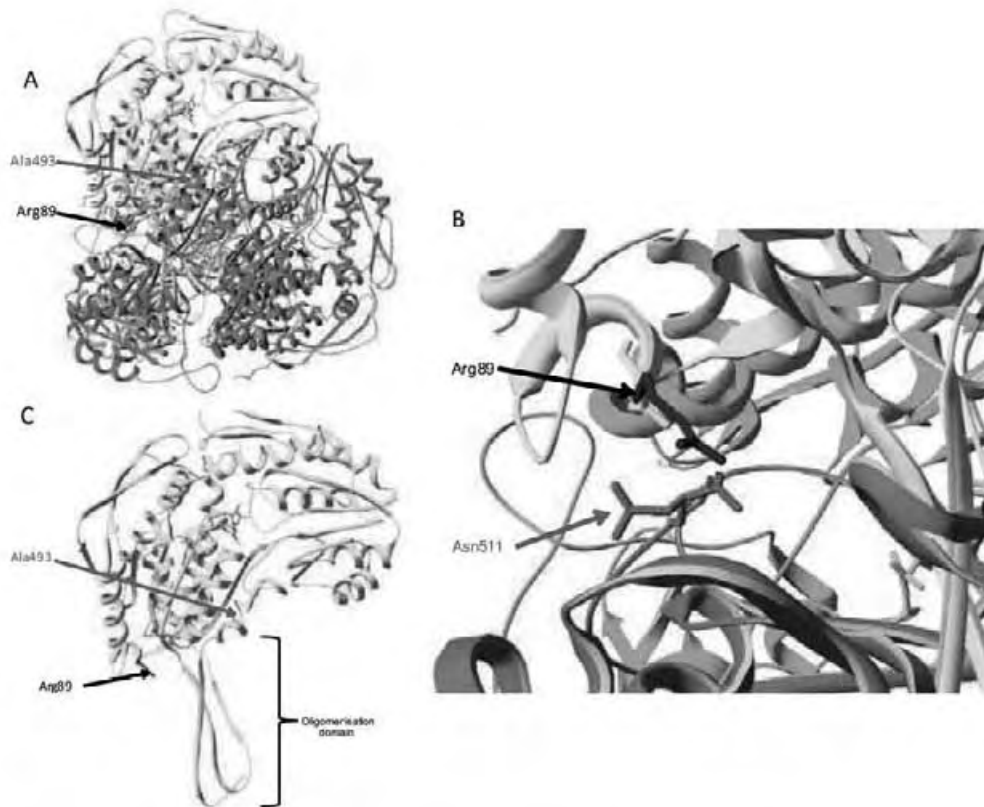 A
Ala493
Arg89
B
Arg89
Asn511
C
Ala493
Arg89
Oligomerisation
domain